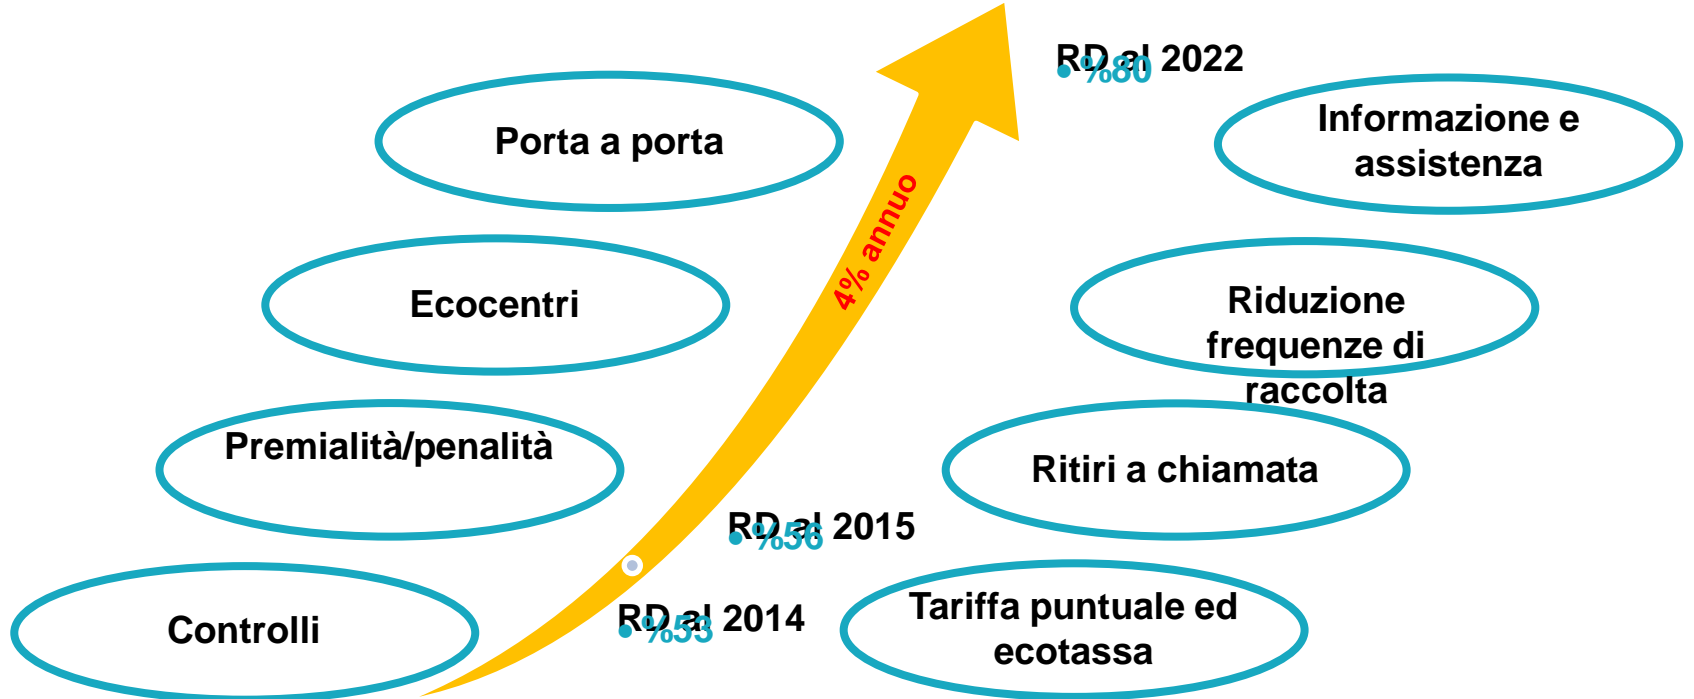 RD al 2022
• %80
Porta a porta
Informazione e
assistenza
4% annuo
Ecocentri
Riduzione
frequenze di
raccolta
Premialità/penalità
Ritiri a chiamata
RD al 2015
• %56
Controlli
RD al 2014
• %53
Tariffa puntuale ed
ecotassa